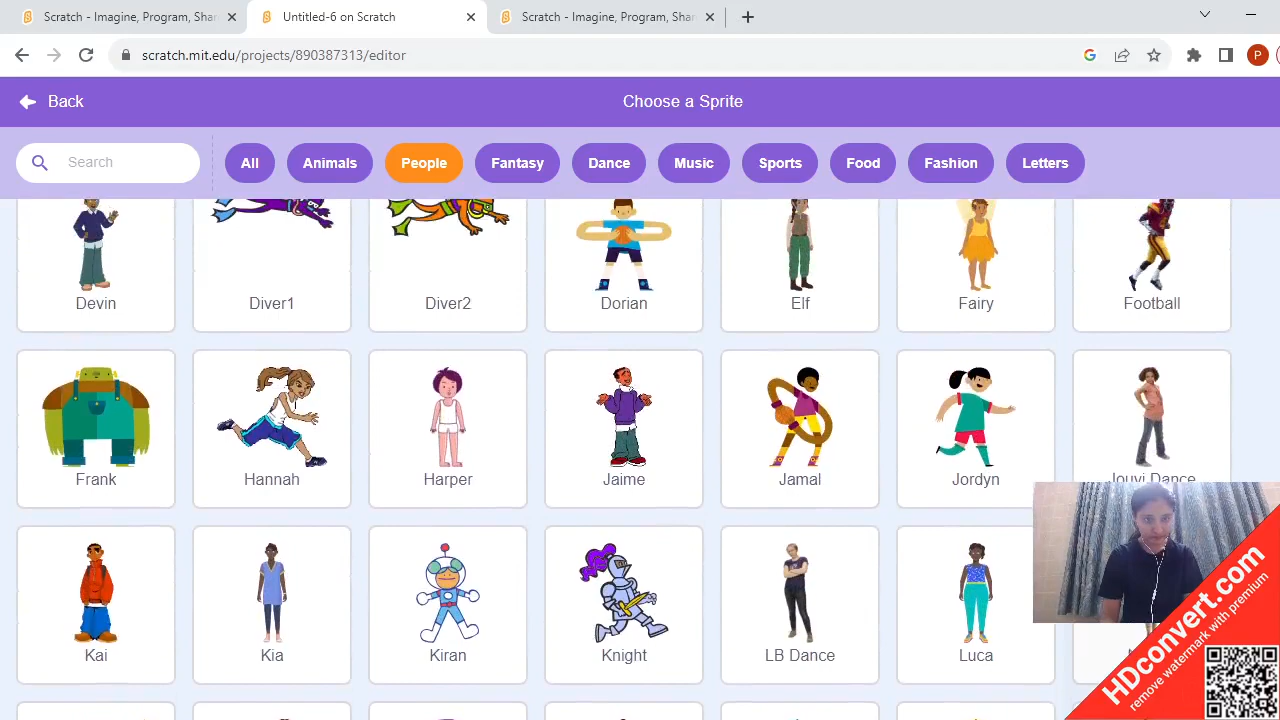 Scratch - Imagine, Program, Shar
Untitled-6 on Scratch
Scratch - Imagine, Program, Shar
scratch.mit.edu/projects/890387313/editor
P
Back
Choose a Sprite
Search
All
Animals
People
Fantasy
Dance
Music
Sports
Food
Fashion
Letters
Devin
Diver1
Diver2
Dorian
Elf
Fairy
Football
Frank
Hannah
Harper
Jaime
Jamal
Jordyn
Jouvi Dance
Kai
Kia
Kiran
Knight
LB Dance
Luca
HDconvert.com
remove watermark with premium